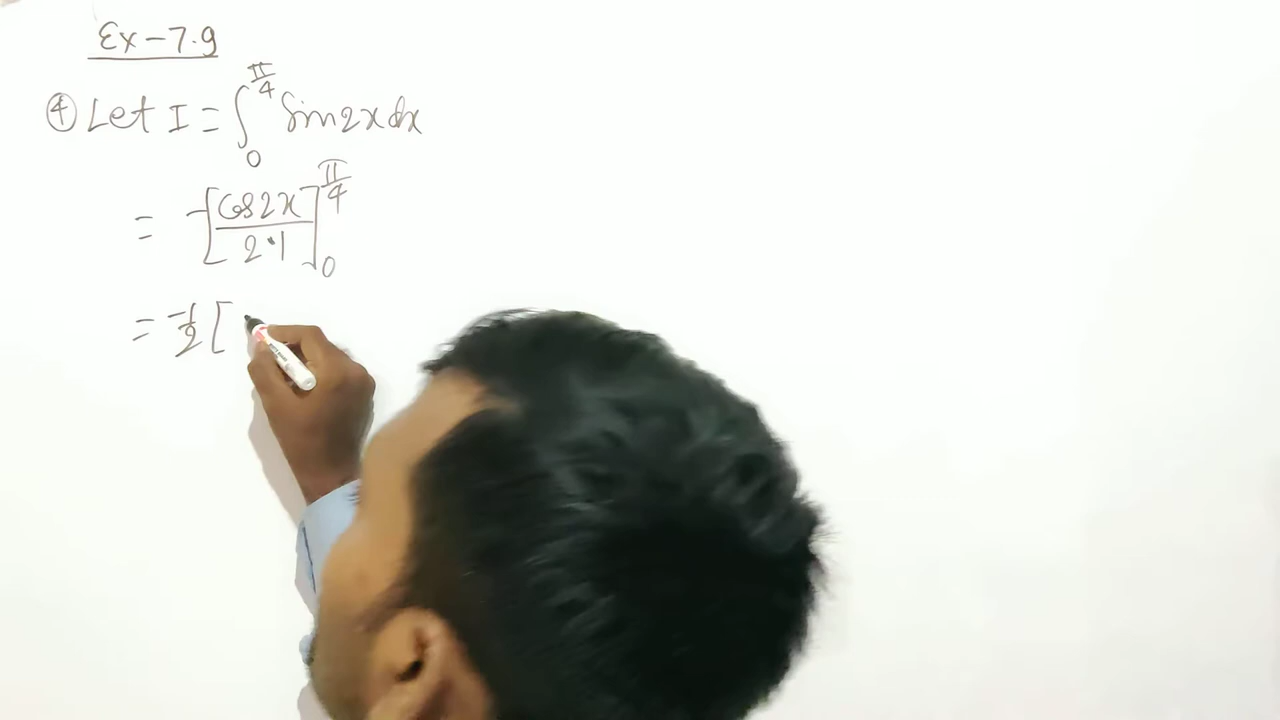 Ex-7.9
④ Let I = ∫₀^(π/4) Sin2x dx
= -[Cos2x/2·1]₀^(π/4)
= -1/2 [